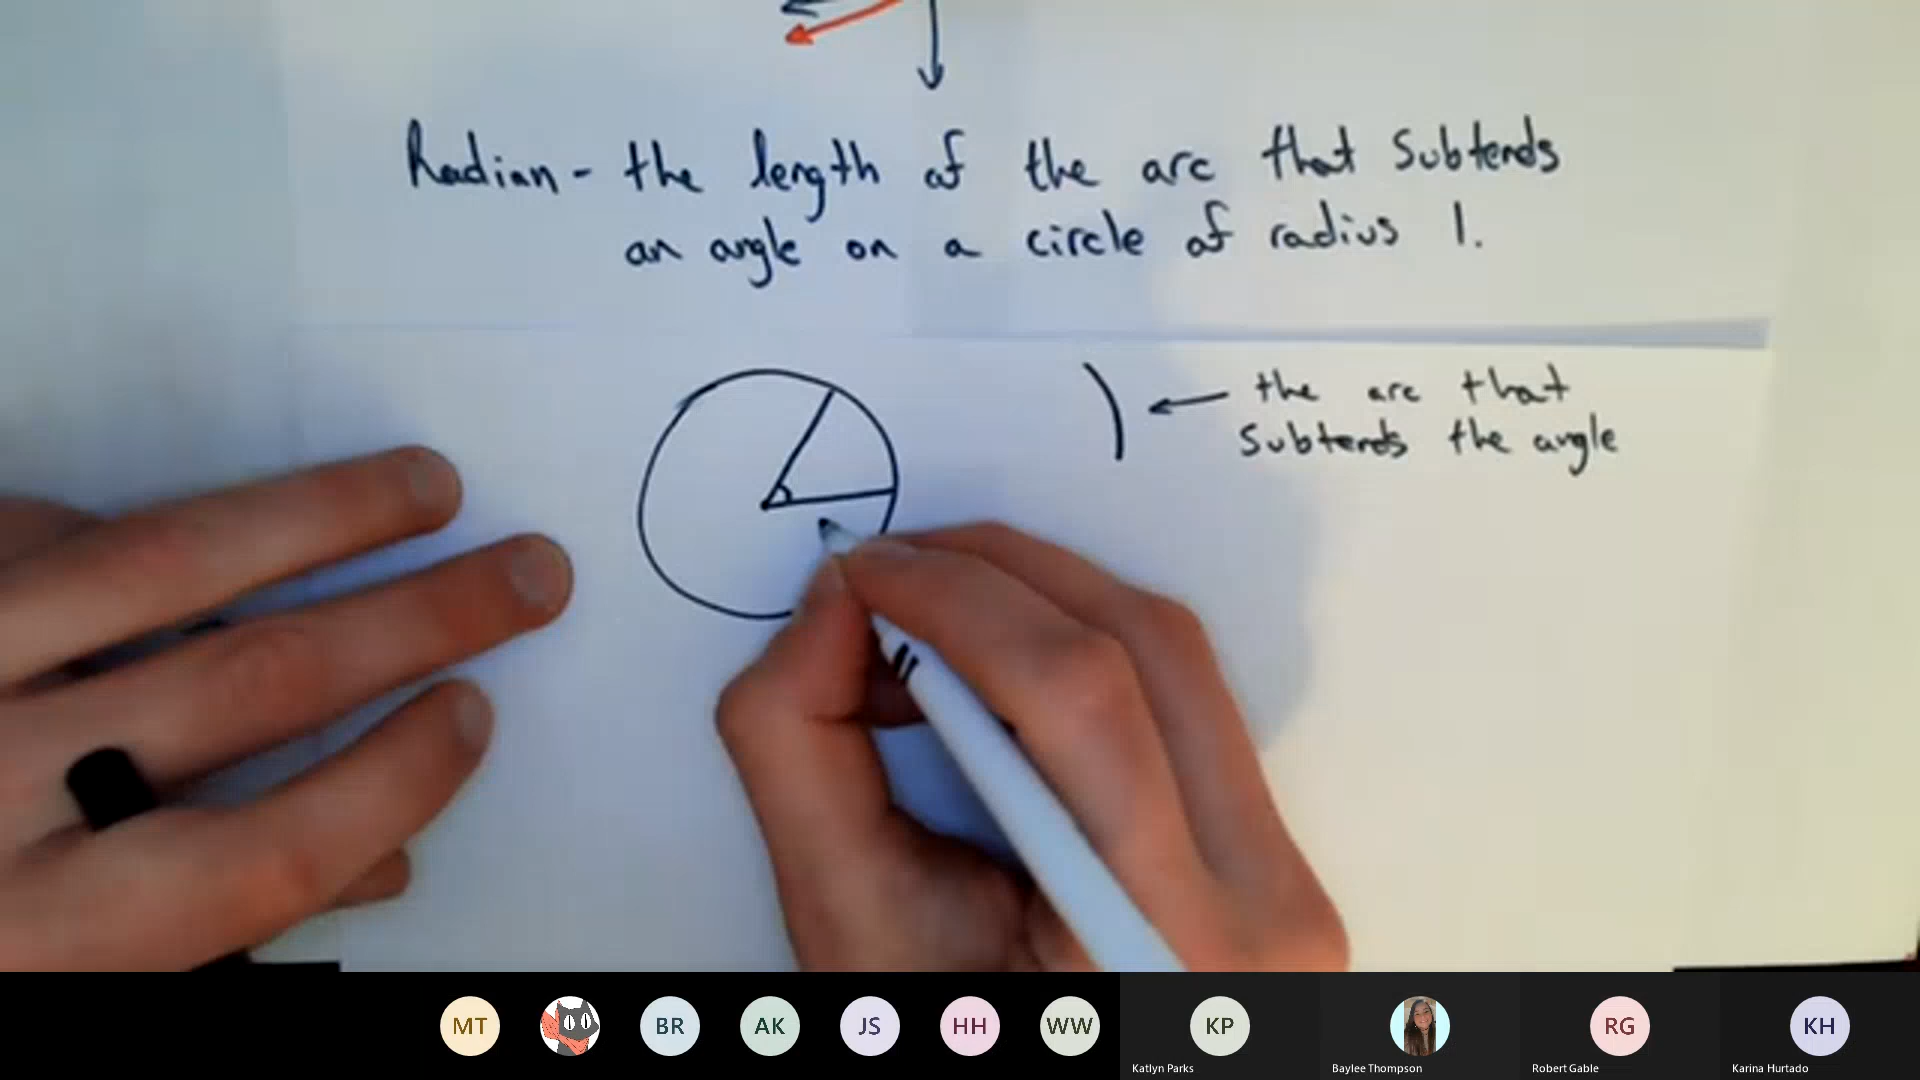 Radian - the length of the arc that subtends
an angle on a circle of radius 1.
the arc that
subtends the angle
MT
BR
AK
JS
HH
WW
KP
RG
KH
Katlyn Parks
Baylee Thompson
Robert Gable
Karina Hurtado